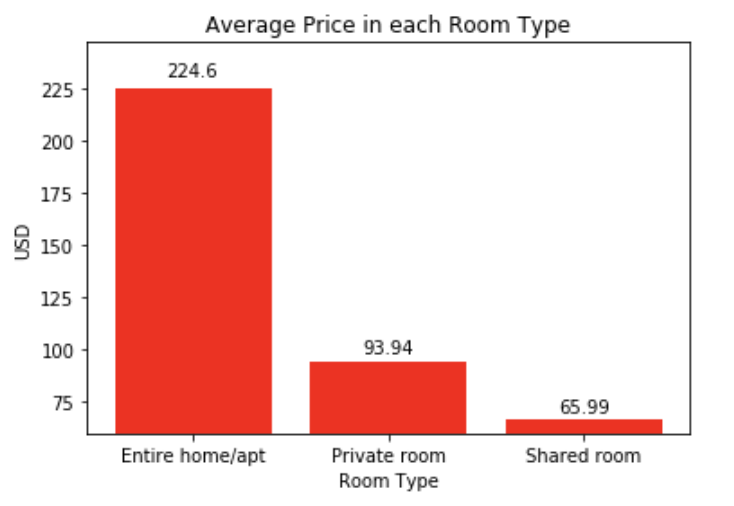 Average Price in each Room Type
224.6
225
200
175
USD
150
125
100
93.94
75
65.99
Entire home/apt
Private room
Shared room
Room Type